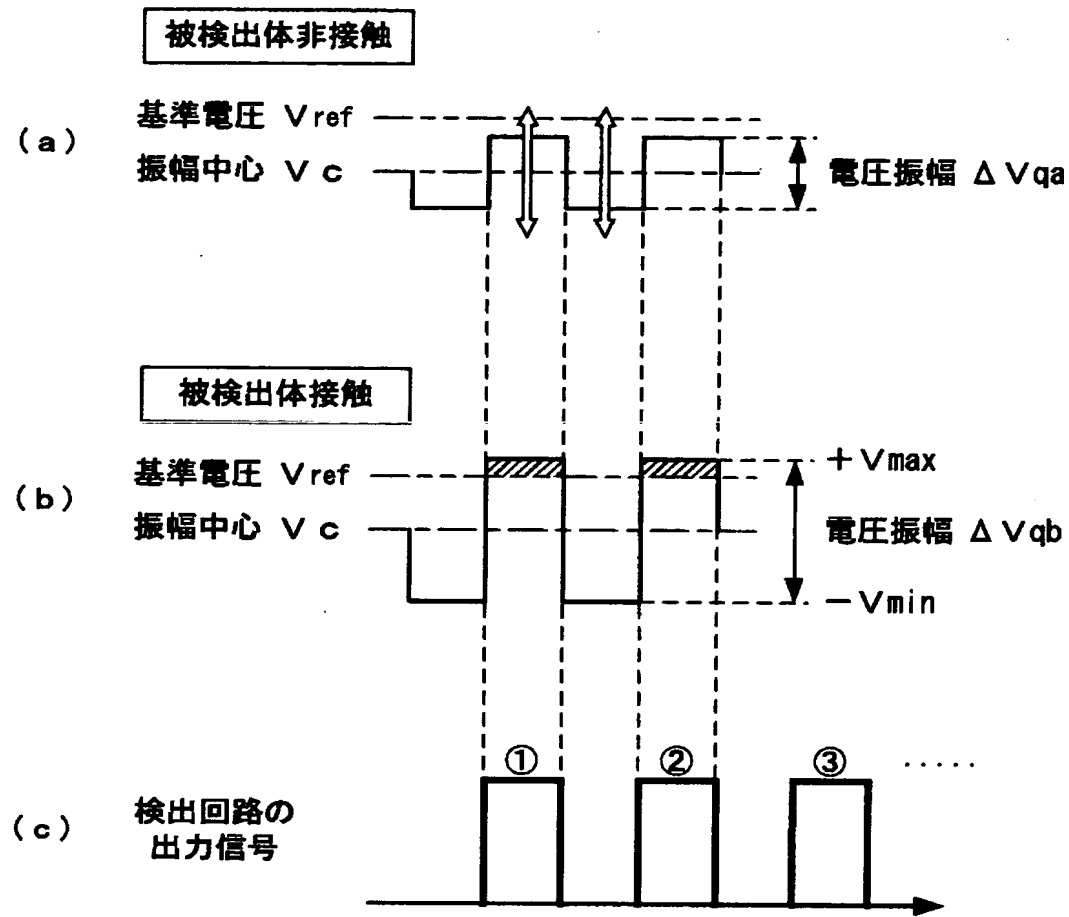 被検出体非接触
(a)
基準電圧 Vref
振幅中心 Vc
電圧振幅 ΔVqa
被検出体接触
(b)
基準電圧 Vref
振幅中心 Vc
+Vmax
電圧振幅 ΔVqb
-Vmin
(c)
検出回路の
出力信号
① ② ③ ・・・・・